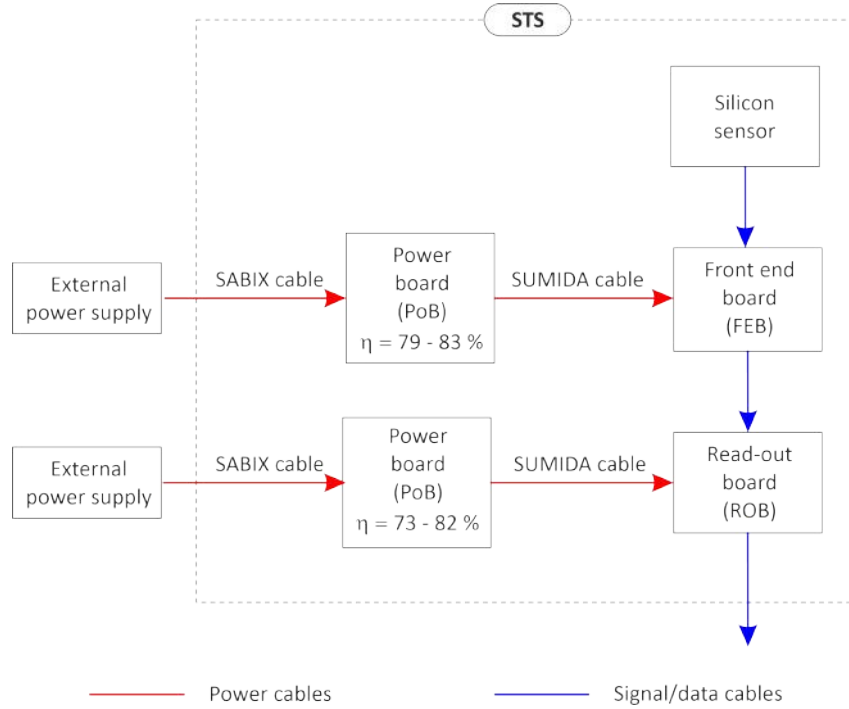 STS
Silicon
sensor
External
power supply
SABIX cable
Power
board
(PoB)
η = 79 - 83 %
SUMIDA cable
Front end
board
(FEB)
External
power supply
SABIX cable
Power
board
(PoB)
η = 73 - 82 %
SUMIDA cable
Read-out
board
(ROB)
Power cables
Signal/data cables